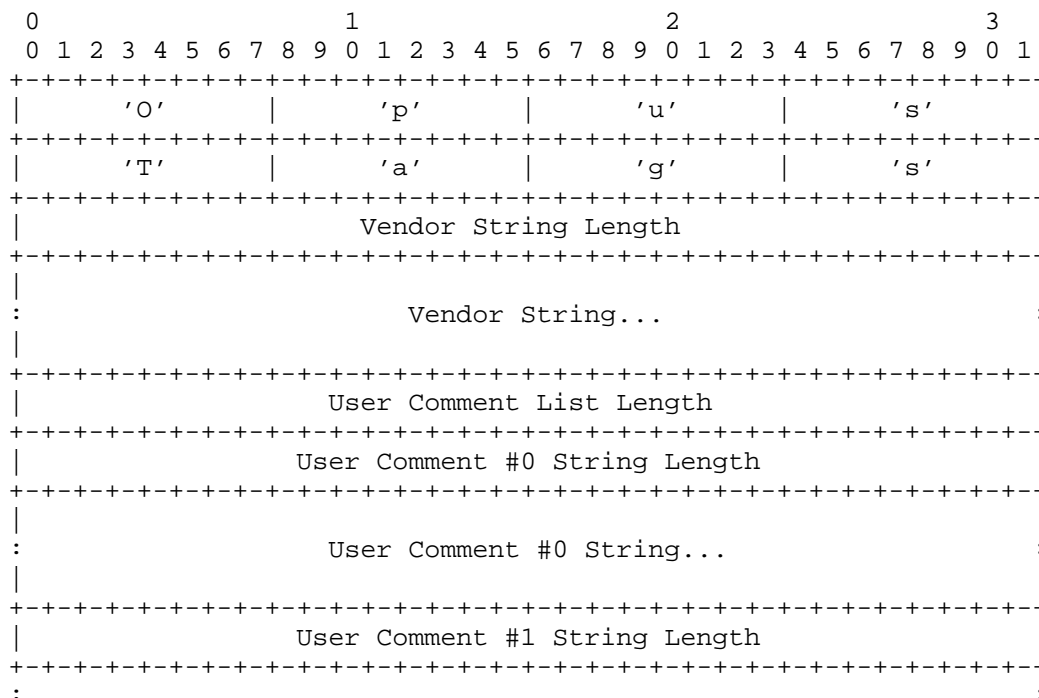 0                   1                   2                   3
 0 1 2 3 4 5 6 7 8 9 0 1 2 3 4 5 6 7 8 9 0 1 2 3 4 5 6 7 8 9 0 1
+-+-+-+-+-+-+-+-+-+-+-+-+-+-+-+-+-+-+-+-+-+-+-+-+-+-+-+-+-+-+-+--
|      ’O’      |      ’p’      |      ’u’      |      ’s’
+-+-+-+-+-+-+-+-+-+-+-+-+-+-+-+-+-+-+-+-+-+-+-+-+-+-+-+-+-+-+-+--
|      ’T’      |      ’a’      |      ’g’      |      ’s’
+-+-+-+-+-+-+-+-+-+-+-+-+-+-+-+-+-+-+-+-+-+-+-+-+-+-+-+-+-+-+-+--
|                     Vendor String Length
+-+-+-+-+-+-+-+-+-+-+-+-+-+-+-+-+-+-+-+-+-+-+-+-+-+-+-+-+-+-+-+--
|
:                        Vendor String...                       :
|
+-+-+-+-+-+-+-+-+-+-+-+-+-+-+-+-+-+-+-+-+-+-+-+-+-+-+-+-+-+-+-+--
|                   User Comment List Length
+-+-+-+-+-+-+-+-+-+-+-+-+-+-+-+-+-+-+-+-+-+-+-+-+-+-+-+-+-+-+-+--
|                 User Comment #0 String Length
+-+-+-+-+-+-+-+-+-+-+-+-+-+-+-+-+-+-+-+-+-+-+-+-+-+-+-+-+-+-+-+--
|
:                   User Comment #0 String...                   :
|
+-+-+-+-+-+-+-+-+-+-+-+-+-+-+-+-+-+-+-+-+-+-+-+-+-+-+-+-+-+-+-+--
|                 User Comment #1 String Length
+-+-+-+-+-+-+-+-+-+-+-+-+-+-+-+-+-+-+-+-+-+-+-+-+-+-+-+-+-+-+-+--
:                                                               :